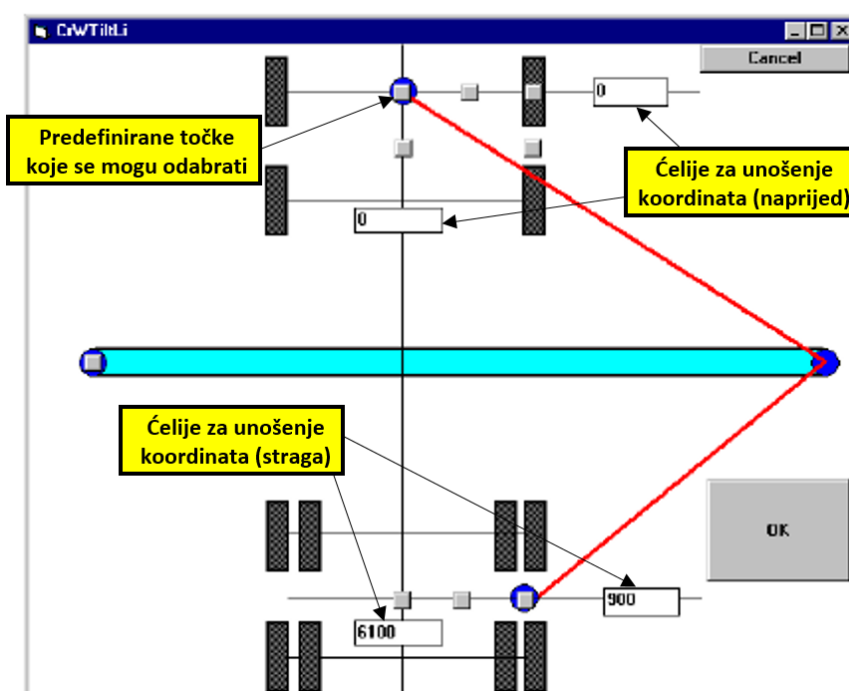 CrWTiltLi
Cancel
0
Predefinirane točke
koje se mogu odabrati
Ćelije za unošenje
koordinata (naprijed)
0
Ćelije za unošenje
koordinata (straga)
OK
900
6100